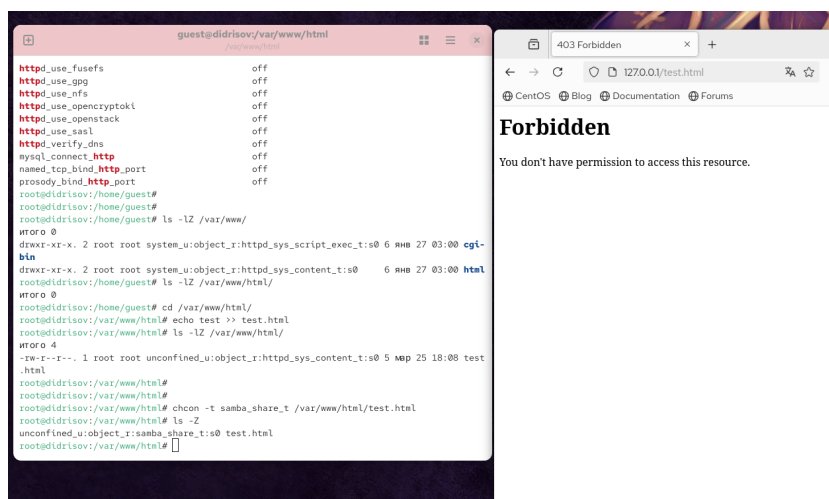 guest@didrisov:/var/www/html
/var/www/html
httpd_use_fusefs off
httpd_use_gpg off
httpd_use_nfs off
httpd_use_opencryptoki off
httpd_use_openstack off
httpd_use_sasl off
httpd_verify_dns off
mysql_connect_http off
named_tcp_bind_http_port off
prosody_bind_http_port off
root@didrisov:/home/guest#
root@didrisov:/home/guest#
root@didrisov:/home/guest# ls -lZ /var/www/
итого 0
drwxr-xr-x. 2 root root system_u:object_r:httpd_sys_script_exec_t:s0 6 янв 27 03:00 cgi-
bin
drwxr-xr-x. 2 root root system_u:object_r:httpd_sys_content_t:s0 6 янв 27 03:00 html
root@didrisov:/home/guest# ls -lZ /var/www/html/
итого 0
root@didrisov:/home/guest# cd /var/www/html/
root@didrisov:/var/www/html# echo test >> test.html
root@didrisov:/var/www/html# ls -lZ /var/www/html/
итого 4
-rw-r--r--. 1 root root unconfined_u:object_r:httpd_sys_content_t:s0 5 мар 25 18:08 test
.html
root@didrisov:/var/www/html#
root@didrisov:/var/www/html#
root@didrisov:/var/www/html# chcon -t samba_share_t /var/www/html/test.html
root@didrisov:/var/www/html# ls -Z
unconfined_u:object_r:samba_share_t:s0 test.html
root@didrisov:/var/www/html#
403 Forbidden
127.0.0.1/test.html
CentOS Blog Documentation Forums
Forbidden
You don't have permission to access this resource.